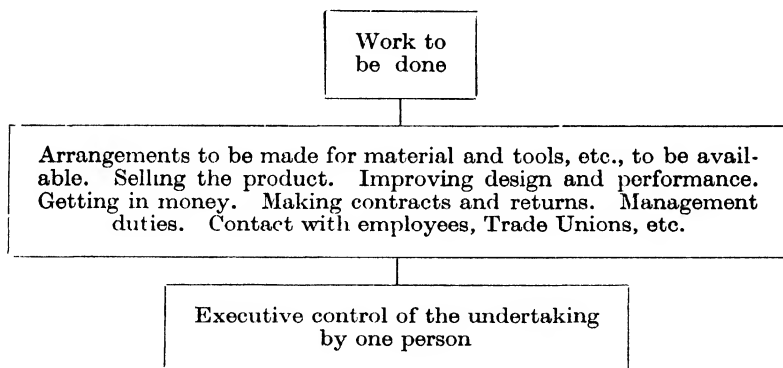 Work to
be done
Arrangements to be made for material and tools, etc., to be avail-
able. Selling the product. Improving design and performance.
Getting in money. Making contracts and returns. Management
duties. Contact with employees, Trade Unions, etc.
Executive control of the undertaking
by one person